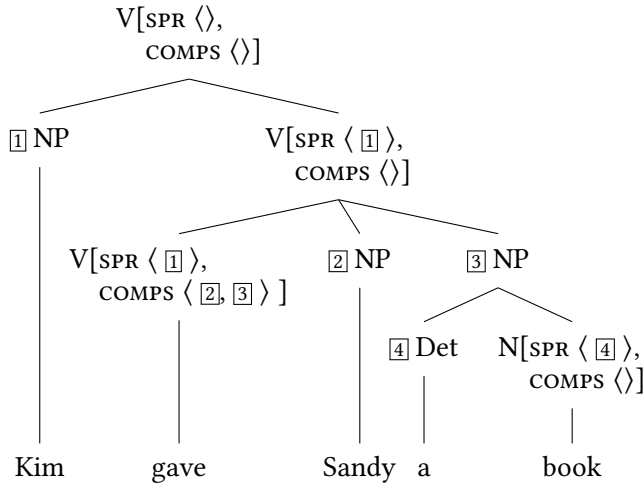 V[SPR ⟨⟩,
COMPS ⟨⟩]
1 NP
V[SPR ⟨ 1 ⟩,
COMPS ⟨⟩]
V[SPR ⟨ 1 ⟩,
COMPS ⟨ 2, 3 ⟩ ]
2 NP
3 NP
4 Det
N[SPR ⟨ 4 ⟩,
COMPS ⟨⟩]
Kim gave Sandy a book